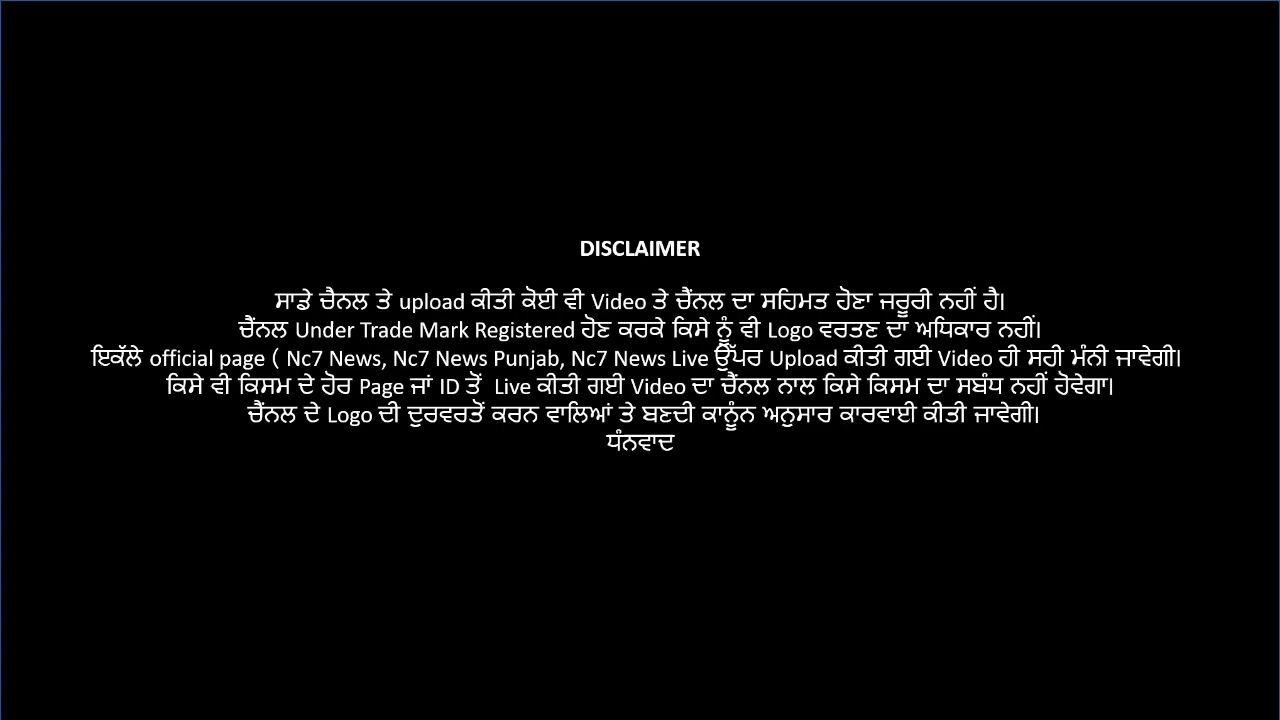 DISCLAIMER
ਸਾਡੇ ਚੈਨਲ ਤੇ upload ਕੀਤੀ ਕੋਈ ਵੀ Video ਤੇ ਚੈਂਨਲ ਦਾ ਸਹਿਮਤ ਹੋਣਾ ਜਰੂਰੀ ਨਹੀਂ ਹੈ।
ਚੈਂਨਲ Under Trade Mark Registered ਹੋਣ ਕਰਕੇ ਕਿਸੇ ਨੂੰ ਵੀ Logo ਵਰਤਣ ਦਾ ਅਧਿਕਾਰ ਨਹੀਂ।
ਇਕੱਲੇ official page ( Nc7 News, Nc7 News Punjab, Nc7 News Live ਉੱਪਰ Upload ਕੀਤੀ ਗਈ Video ਹੀ ਸਹੀ ਮੰਨੀ ਜਾਵੇਗੀ।
ਕਿਸੇ ਵੀ ਕਿਸਮ ਦੇ ਹੋਰ Page ਜਾਂ ID ਤੋਂ Live ਕੀਤੀ ਗਈ Video ਦਾ ਚੈਂਨਲ ਨਾਲ ਕਿਸੇ ਕਿਸਮ ਦਾ ਸਬੰਧ ਨਹੀਂ ਹੋਵੇਗਾ।
ਚੈਂਨਲ ਦੇ Logo ਦੀ ਦੁਰਵਰਤੋਂ ਕਰਨ ਵਾਲਿਆਂ ਤੇ ਬਣਦੀ ਕਾਨੂੰਨ ਅਨੁਸਾਰ ਕਾਰਵਾਈ ਕੀਤੀ ਜਾਵੇਗੀ।
ਧੰਨਵਾਦ